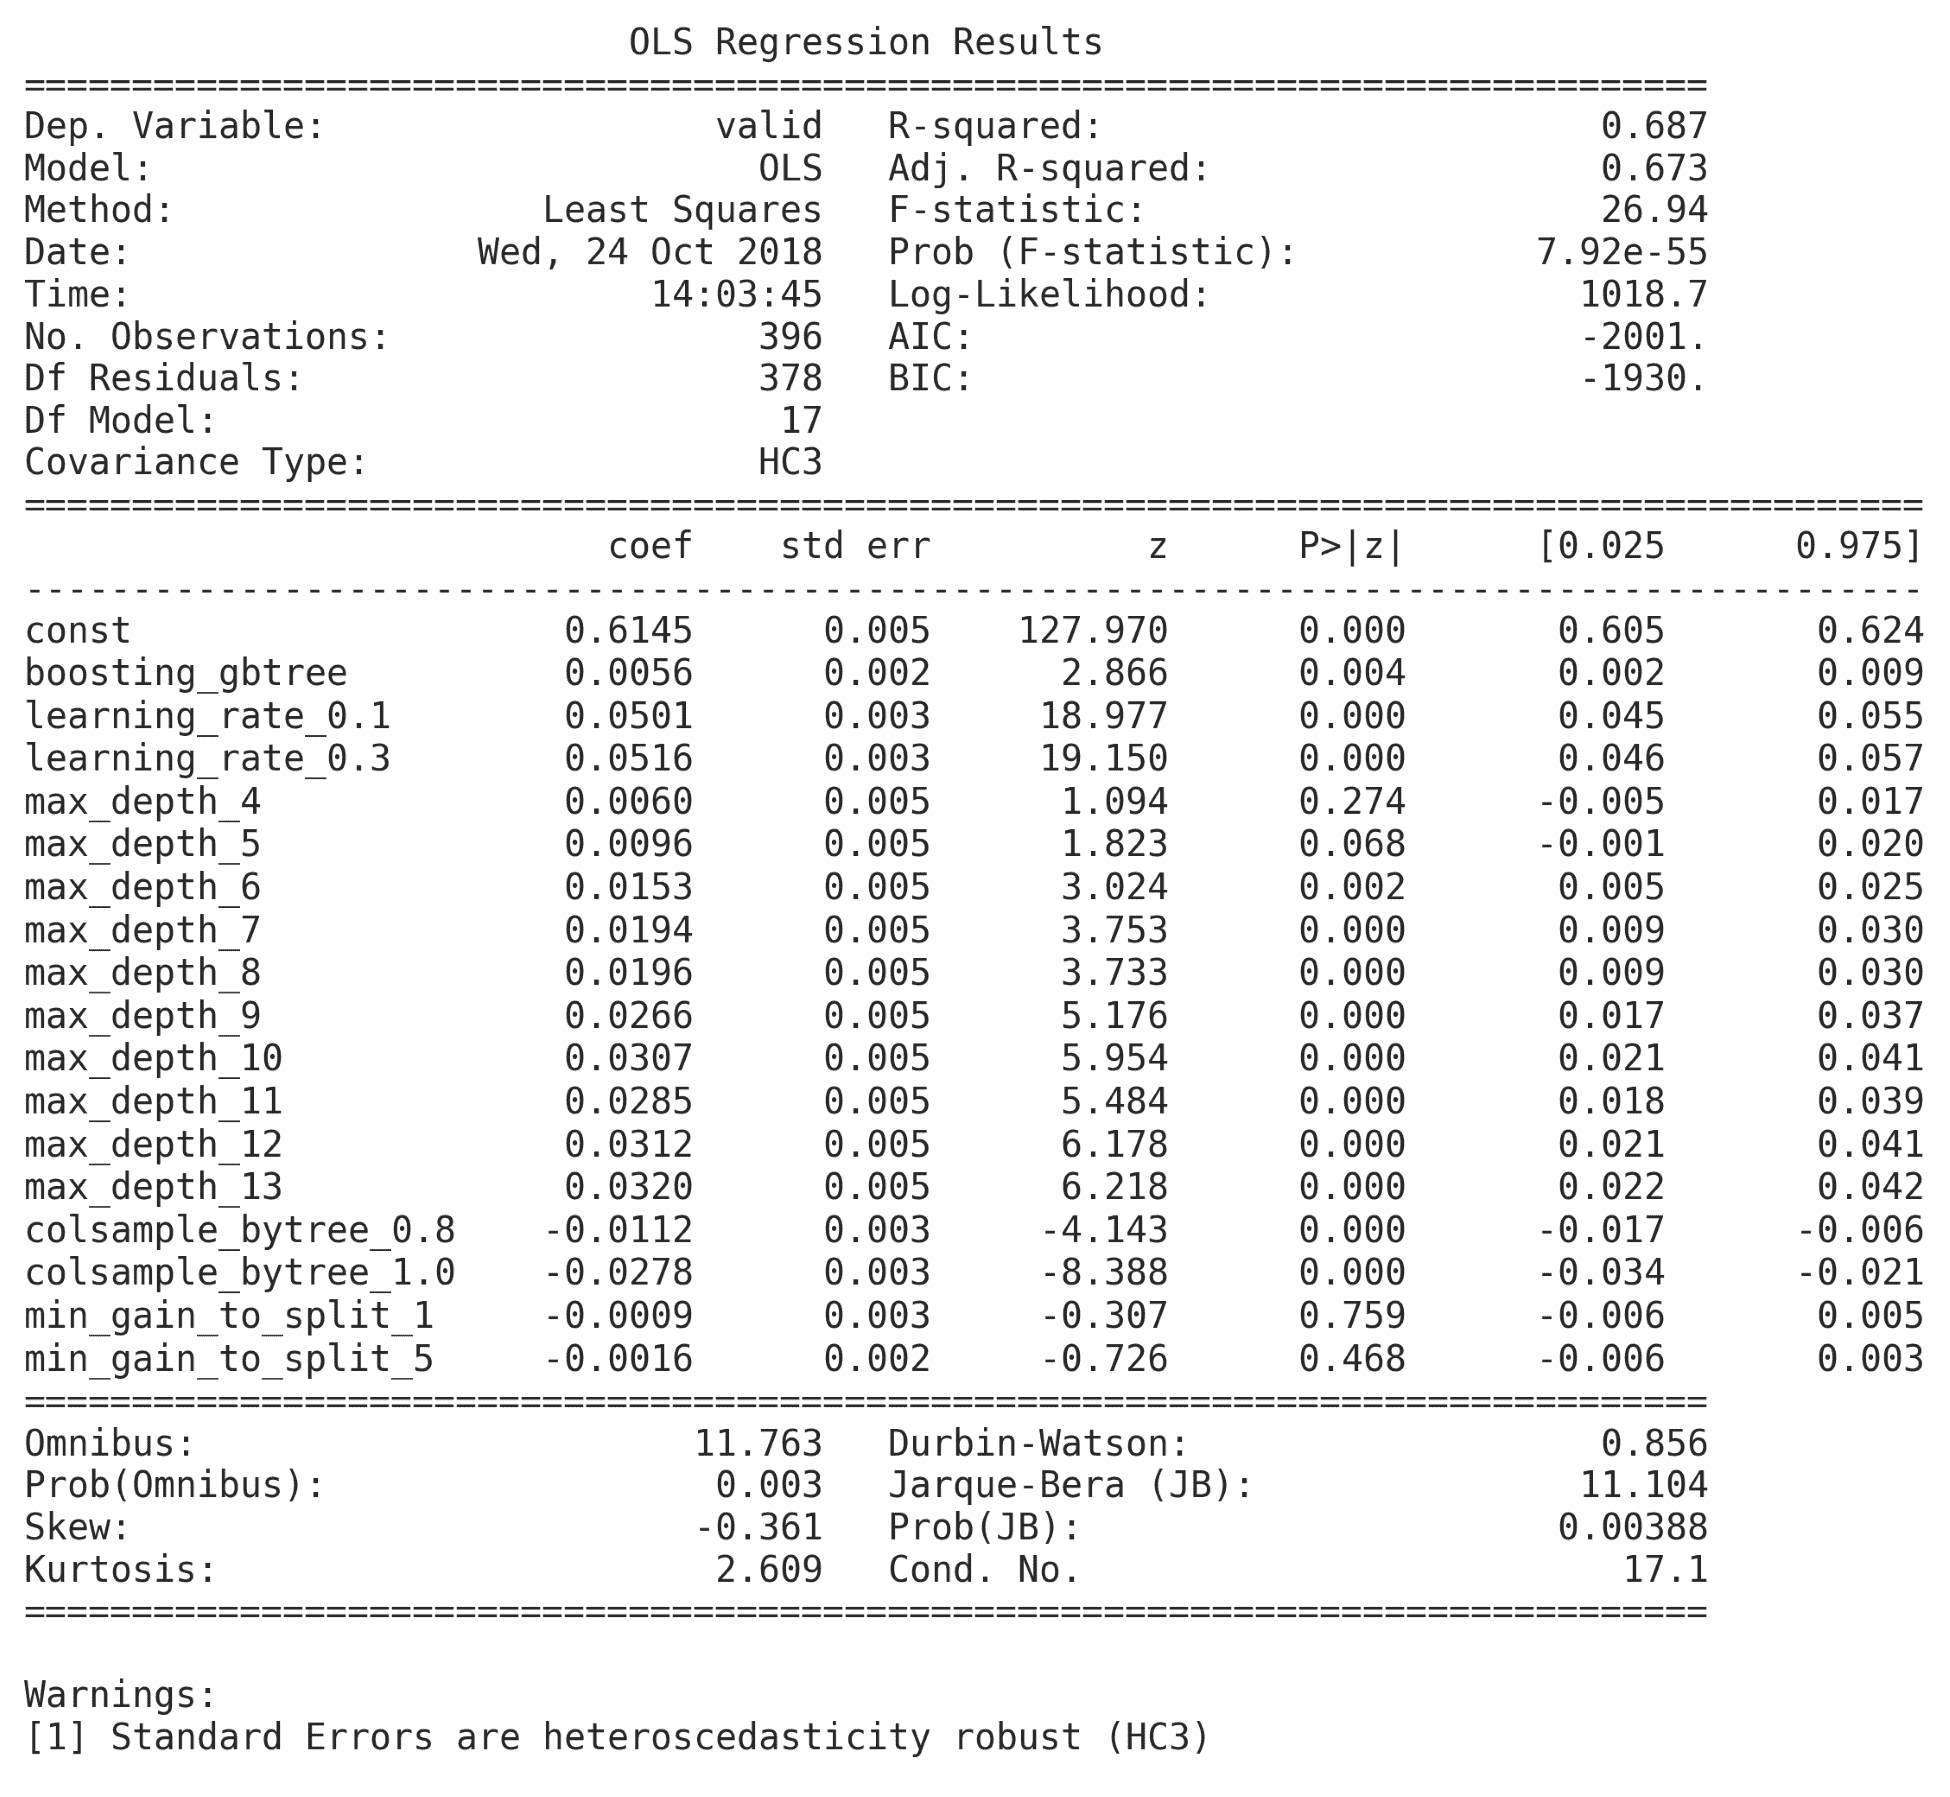 OLS Regression Results
==============================================================================
Dep. Variable:                  valid   R-squared:                       0.687
Model:                            OLS   Adj. R-squared:                  0.673
Method:                 Least Squares   F-statistic:                     26.94
Date:                Wed, 24 Oct 2018   Prob (F-statistic):           7.92e-55
Time:                        14:03:45   Log-Likelihood:                 1018.7
No. Observations:                 396   AIC:                            -2001.
Df Residuals:                     378   BIC:                            -1930.
Df Model:                          17
Covariance Type:                  HC3
========================================================================================
                           coef    std err          z      P>|z|      [0.025      0.975]
----------------------------------------------------------------------------------------
const                    0.6145      0.005    127.970      0.000       0.605       0.624
boosting_gbtree          0.0056      0.002      2.866      0.004       0.002       0.009
learning_rate_0.1        0.0501      0.003     18.977      0.000       0.045       0.055
learning_rate_0.3        0.0516      0.003     19.150      0.000       0.046       0.057
max_depth_4              0.0060      0.005      1.094      0.274      -0.005       0.017
max_depth_5              0.0096      0.005      1.823      0.068      -0.001       0.020
max_depth_6              0.0153      0.005      3.024      0.002       0.005       0.025
max_depth_7              0.0194      0.005      3.753      0.000       0.009       0.030
max_depth_8              0.0196      0.005      3.733      0.000       0.009       0.030
max_depth_9              0.0266      0.005      5.176      0.000       0.017       0.037
max_depth_10             0.0307      0.005      5.954      0.000       0.021       0.041
max_depth_11             0.0285      0.005      5.484      0.000       0.018       0.039
max_depth_12             0.0312      0.005      6.178      0.000       0.021       0.041
max_depth_13             0.0320      0.005      6.218      0.000       0.022       0.042
colsample_bytree_0.8    -0.0112      0.003     -4.143      0.000      -0.017      -0.006
colsample_bytree_1.0    -0.0278      0.003     -8.388      0.000      -0.034      -0.021
min_gain_to_split_1     -0.0009      0.003     -0.307      0.759      -0.006       0.005
min_gain_to_split_5     -0.0016      0.002     -0.726      0.468      -0.006       0.003
==============================================================================
Omnibus:                       11.763   Durbin-Watson:                   0.856
Prob(Omnibus):                  0.003   Jarque-Bera (JB):               11.104
Skew:                          -0.361   Prob(JB):                      0.00388
Kurtosis:                       2.609   Cond. No.                         17.1
==============================================================================
Warnings:
[1] Standard Errors are heteroscedasticity robust (HC3)